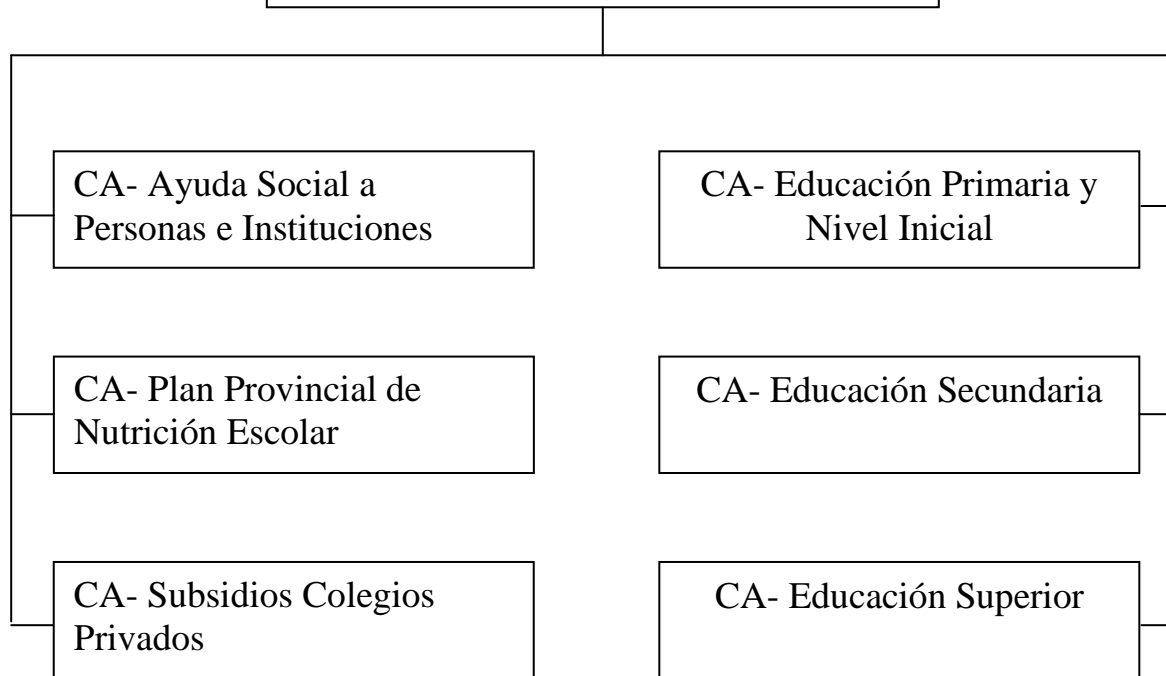 CA- Ayuda Social a
Personas e Instituciones
CA- Educación Primaria y
Nivel Inicial
CA- Plan Provincial de
Nutrición Escolar
CA- Educación Secundaria
CA- Subsidios Colegios
Privados
CA- Educación Superior